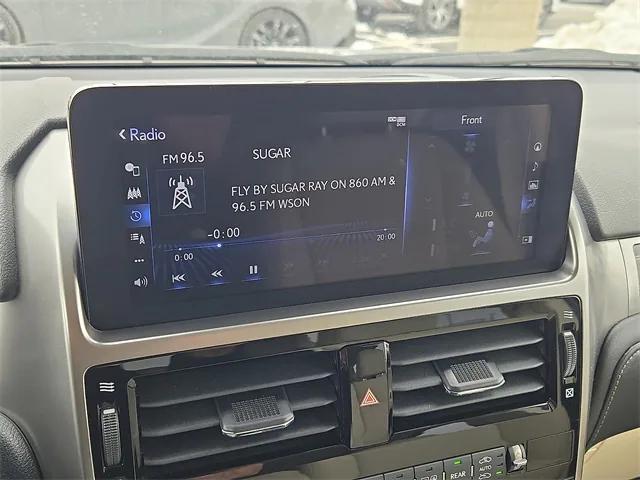 Radio
FM 96.5
SUGAR
FLY BY SUGAR RAY ON 860 AM &
96.5 FM WSON
-0:00
0:00
20:00
DCM
Front
AUTO
AUTO
REAR